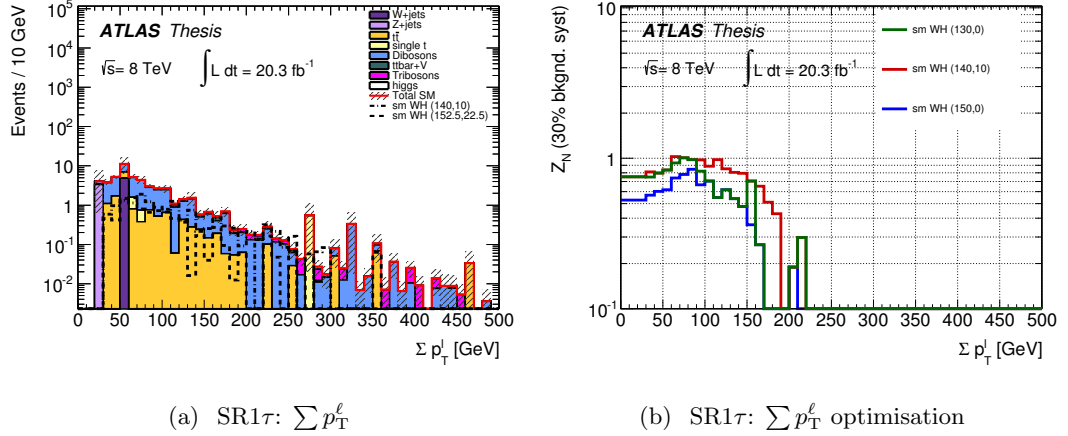 ATLAS Thesis
√s= 8 TeV ∫L dt = 20.3 fb-1
W+jets
Z+jets
tt̄
single t
Dibosons
ttbar+V
Tribosons
higgs
Total SM
sm WH (140,10)
sm WH (152.5,22.5)
Events / 10 GeV
10^5
10^4
10^3
10^2
10
1
10^-1
10^-2
0 50 100 150 200 250 300 350 400 450 500
Σ p_T^l [GeV]
(a) SR1τ: ∑ p_T^ℓ
ATLAS Thesis
√s= 8 TeV ∫L dt = 20.3 fb-1
sm WH (130,0)
sm WH (140,10)
sm WH (150,0)
Z_N (30% bkgnd. syst)
10
1
10^-1
0 50 100 150 200 250 300 350 400 450 500
Σ p_T^l [GeV]
(b) SR1τ: ∑ p_T^ℓ optimisation